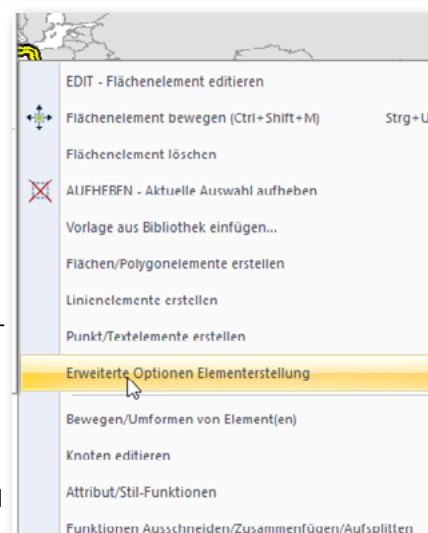 EDIT - Flächenelement editieren
Flächenelement bewegen (Ctrl+Shift+M) Strg+U
Flächenelement löschen
AUFHEBEN - Aktuelle Auswahl aufheben
Vorlage aus Bibliothek einfügen...
Flächen/Polygonelemente erstellen
Linienelemente erstellen
Punkt/Textelemente erstellen
Erweiterte Optionen Elementerstellung
Bewegen/Umformen von Element(en)
Knoten editieren
Attribut/Stil-Funktionen
Funktionen Ausschneiden/Zusammenfügen/Aufsplitten